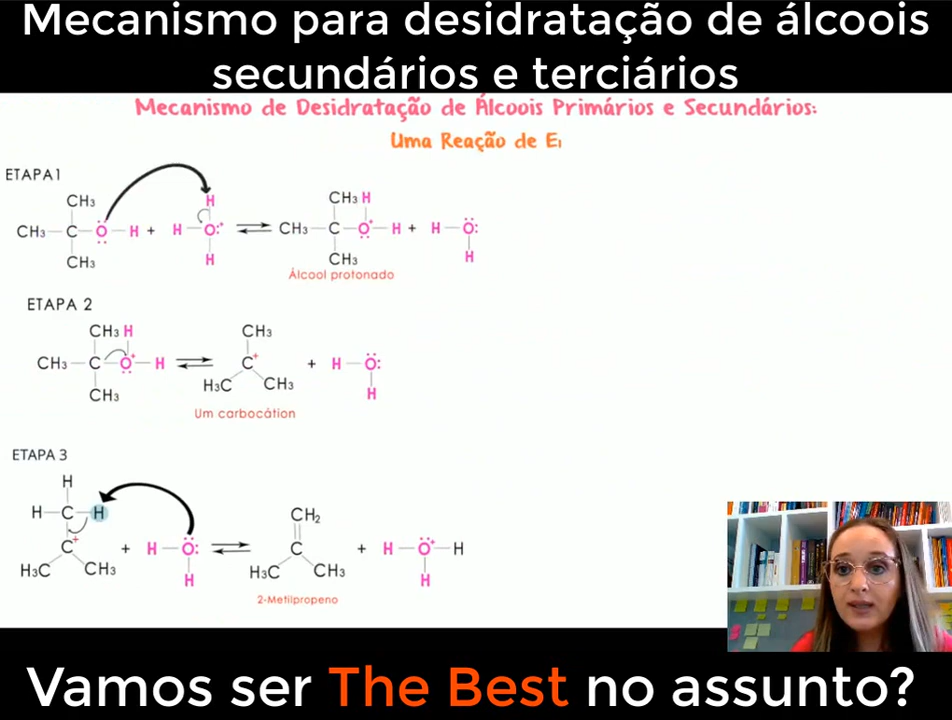 Mecanismo para desidratação de álcoois
secundários e terciários
Mecanismo de Desidratação de Álcoois Primários e Secundários:
Uma Reação de E1
ETAPA1
CH3 CH3 H
H
CH3 — C — O — H + H — O: + CH3 — C — O+ — H + H — O:
CH3 H CH3 H
Álcool protonado
ETAPA 2
CH3 H CH3
CH3 — C — O+ — H C+ + H — O:
CH3 H3C CH3 H
Um carbocátion
ETAPA 3
H
H — C — H CH2
C+ + H — O: C + H — O+ — H
H3C CH3 H H3C CH3 H
2-Metilpropeno
Vamos ser The Best no assunto?